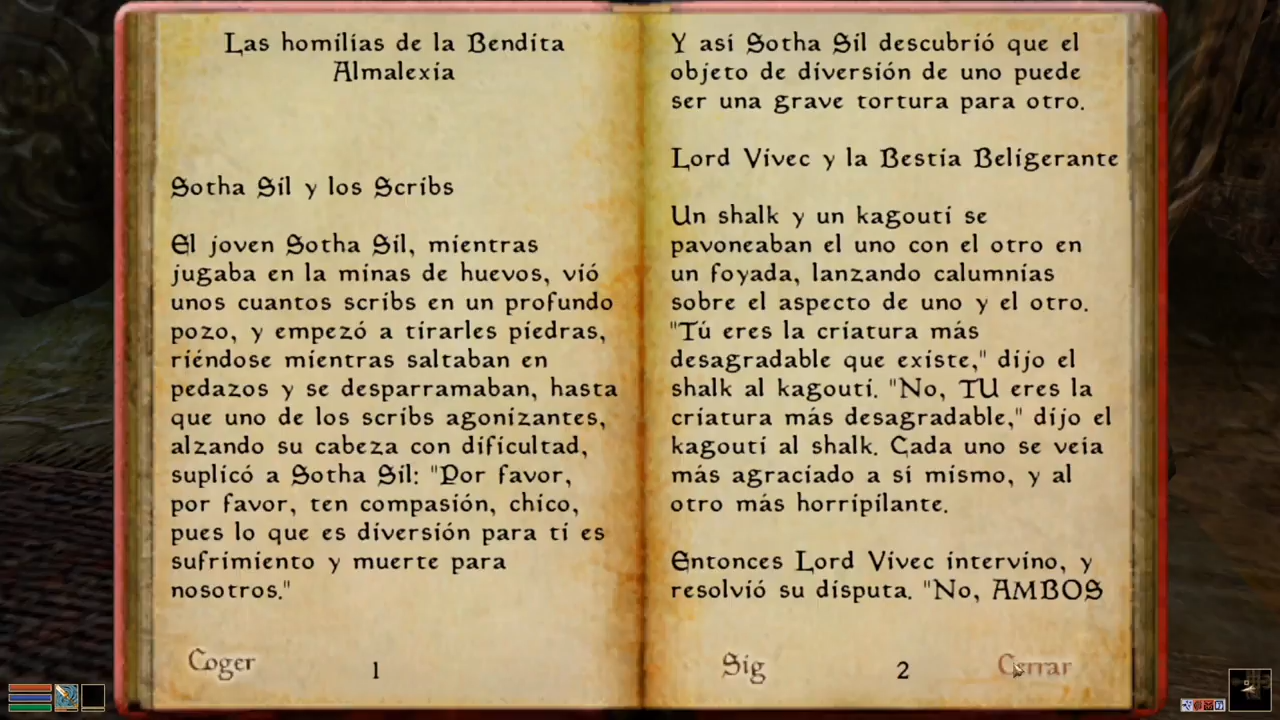 Las homilías de la Bendita
Almalexia
Sotha Sil y los Scribs
El joven Sotha Sil, mientras
jugaba en la minas de huevos, vió
unos cuantos scribs en un profundo
pozo, y empezó a tirarles piedras,
riéndose mientras saltaban en
pedazos y se desparramaban, hasta
que uno de los scribs agonizantes,
alzando su cabeza con dificultad,
suplicó a Sotha Sil: "Por favor,
por favor, ten compasión, chico,
pues lo que es diversión para ti es
sufrimiento y muerte para
nosotros."
Coger
1
Y así Sotha Sil descubrió que el
objeto de diversión de uno puede
ser una grave tortura para otro.
Lord Vivec y la Bestia Beligerante
Un shalk y un kagouti se
pavoneaban el uno con el otro en
un foyada, lanzando calumnias
sobre el aspecto de uno y el otro.
"Tú eres la criatura más
desagradable que existe," dijo el
shalk al kagouti. "No, TU eres la
criatura más desagradable," dijo el
kagouti al shalk. Cada uno se veía
más agraciado a sí mismo, y al
otro más horripilante.
Entonces Lord Vivec intervino, y
resolvió su disputa. "No, AMBOS
Sig
2
Cerrar